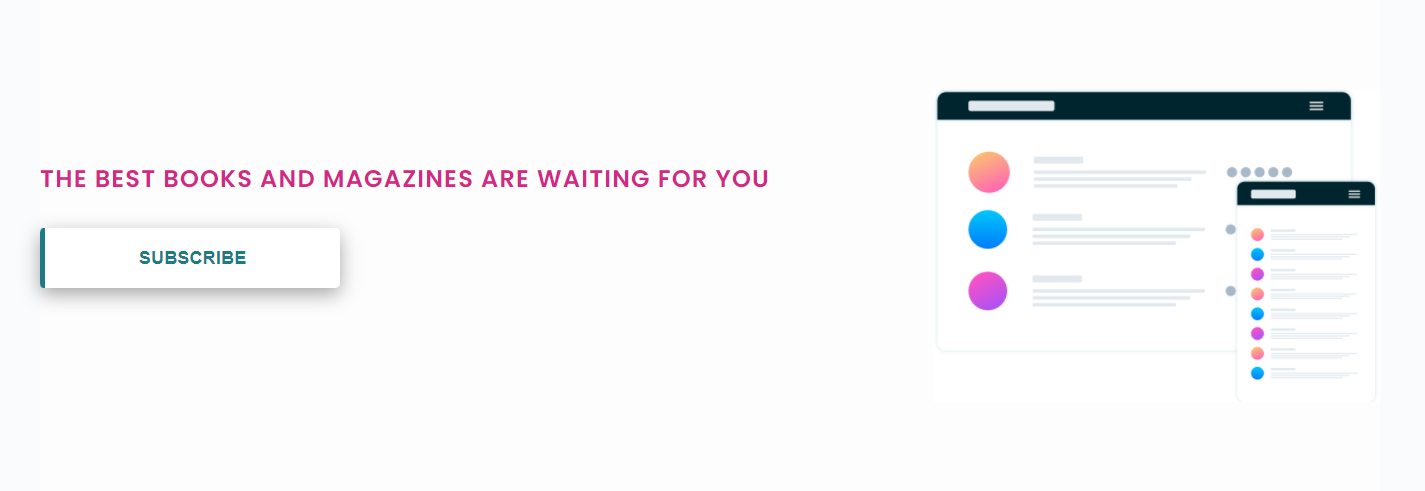 THE BEST BOOKS AND MAGAZINES ARE WAITING FOR YOU
SUBSCRIBE